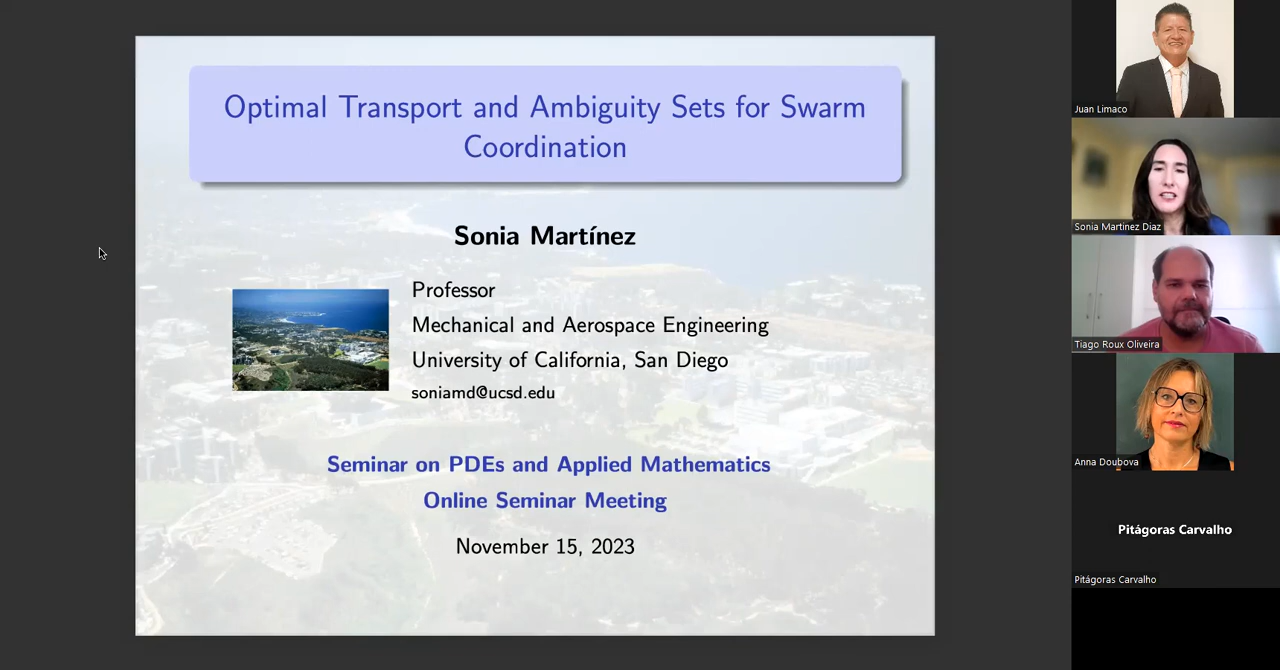 Optimal Transport and Ambiguity Sets for Swarm
Coordination
Sonia Martínez
Professor
Mechanical and Aerospace Engineering
University of California, San Diego
soniamd@ucsd.edu
Seminar on PDEs and Applied Mathematics
Online Seminar Meeting
November 15, 2023
Juan Limaco
Sonia Martinez Diaz
Tiago Roux Oliveira
Anna Doubova
Pitágoras Carvalho
Pitágoras Carvalho